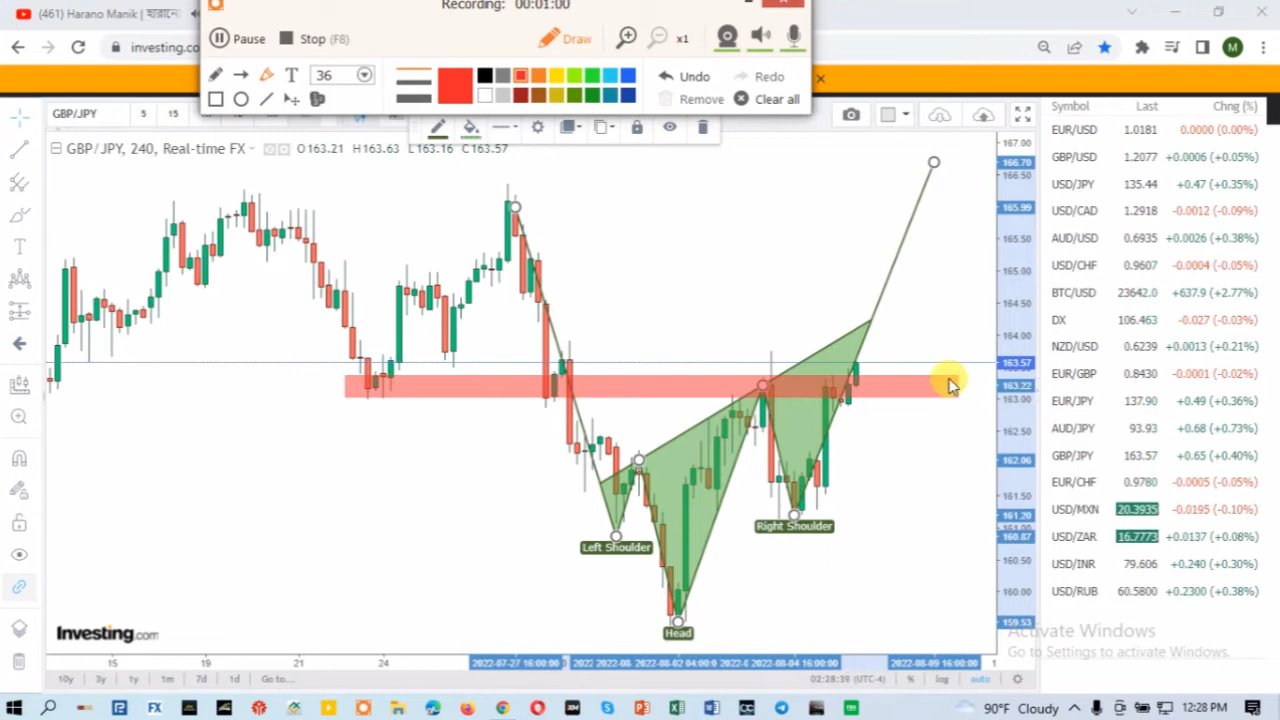 (461) Harano Manik | হারানো
Recording: 00:01:00
investing.co
M
Pause
Stop (F8)
Draw
x1
T
36
Undo
Redo
Remove
Clear all
GBP/JPY
5
15
GBP/JPY, 240, Real-time FX
O163.21 H163.63 L163.16 C163.57
167.00
166.70
166.50
165.99
165.50
165.00
164.50
164.00
163.57
163.22
163.00
162.50
162.06
161.50
161.20
161.00
160.87
160.50
160.00
159.53
Left Shoulder
Right Shoulder
Head
Investing.com
15
19
21
24
2022-07-27 16:00:00
2022-08-02 04:00:0
2022-08-04 16:00:00
2022-08-09 16:00:00
1
10y 3y 1y 1m 7d 1d Go to...
02:28:39 (UTC-4) % log auto
Symbol Last Chng (%)
EUR/USD 1.0181 0.0000 (0.00%)
GBP/USD 1.2077 +0.0006 (+0.05%)
USD/JPY 135.44 +0.47 (+0.35%)
USD/CAD 1.2918 -0.0012 (-0.09%)
AUD/USD 0.6935 +0.0026 (+0.38%)
USD/CHF 0.9607 -0.0004 (-0.05%)
BTC/USD 23642.0 +637.9 (+2.77%)
DX 106.463 -0.027 (-0.03%)
NZD/USD 0.6239 +0.0013 (+0.21%)
EUR/GBP 0.8430 -0.0001 (-0.02%)
EUR/JPY 137.90 +0.49 (+0.36%)
AUD/JPY 93.93 +0.68 (+0.73%)
GBP/JPY 163.57 +0.65 (+0.40%)
EUR/CHF 0.9780 -0.0005 (-0.05%)
USD/MXN 20.3935 -0.0195 (-0.10%)
USD/ZAR 16.7773 +0.0137 (+0.08%)
USD/INR 79.606 +0.240 (+0.30%)
USD/RUB 60.5800 +0.2300 (+0.38%)
Activate Windows
Go to Settings to activate Windows.
FX
90°F Cloudy
12:28 PM